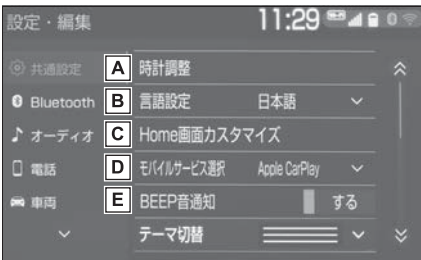 設定・編集 11:29
共通設定 A 時計調整
Bluetooth B 言語設定 日本語
オーディオ C Home画面カスタマイズ
電話 D モバイルサービス選択 Apple CarPlay
車両 E BEEP音通知 する
テーマ切替